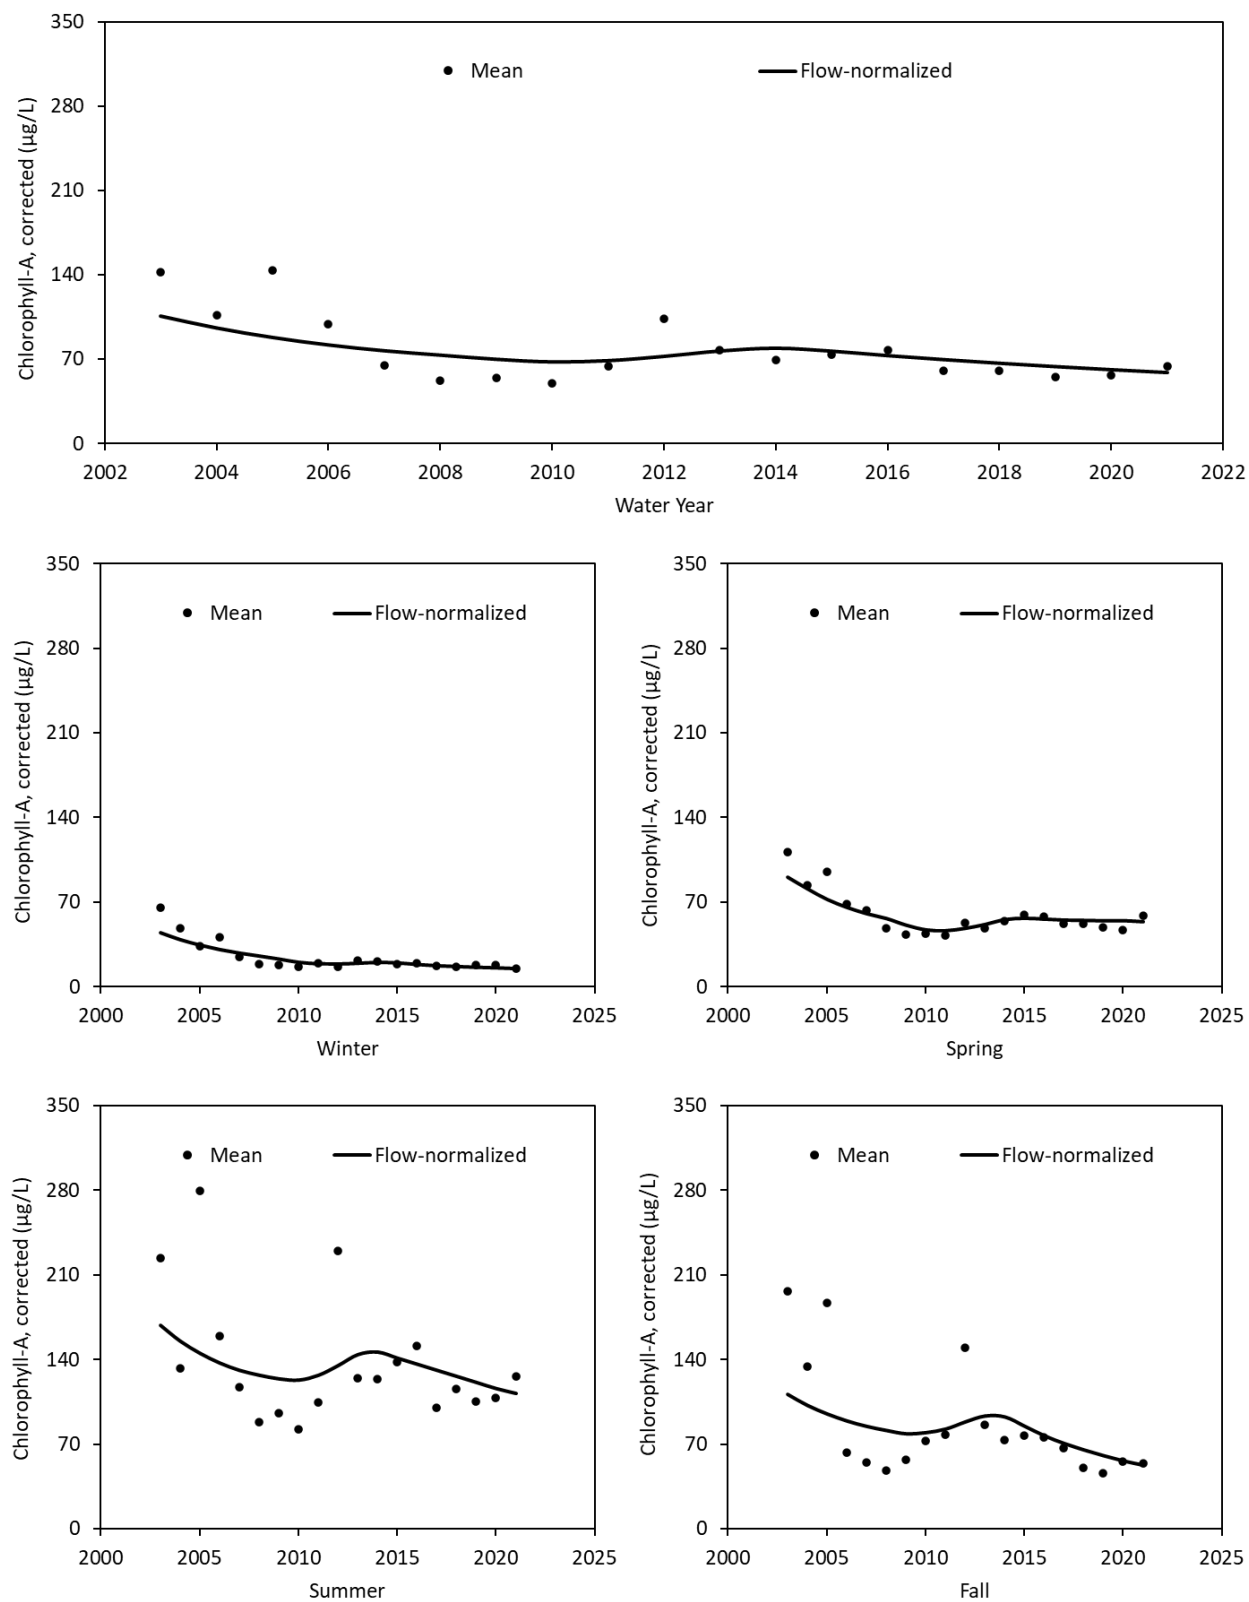 350
280
210
140
70
0
Chlorophyll-A, corrected (µg/L)
Mean
Flow-normalized
2002 2004 2006 2008 2010 2012 2014 2016 2018 2020 2022
Water Year
350
280
210
140
70
0
Chlorophyll-A, corrected (µg/L)
Mean
Flow-normalized
2000 2005 2010 2015 2020 2025
Winter
350
280
210
140
70
0
Chlorophyll-A, corrected (µg/L)
Mean
Flow-normalized
2000 2005 2010 2015 2020 2025
Spring
350
280
210
140
70
0
Chlorophyll-A, corrected (µg/L)
Mean
Flow-normalized
2000 2005 2010 2015 2020 2025
Summer
350
280
210
140
70
0
Chlorophyll-A, corrected (µg/L)
Mean
Flow-normalized
2000 2005 2010 2015 2020 2025
Fall